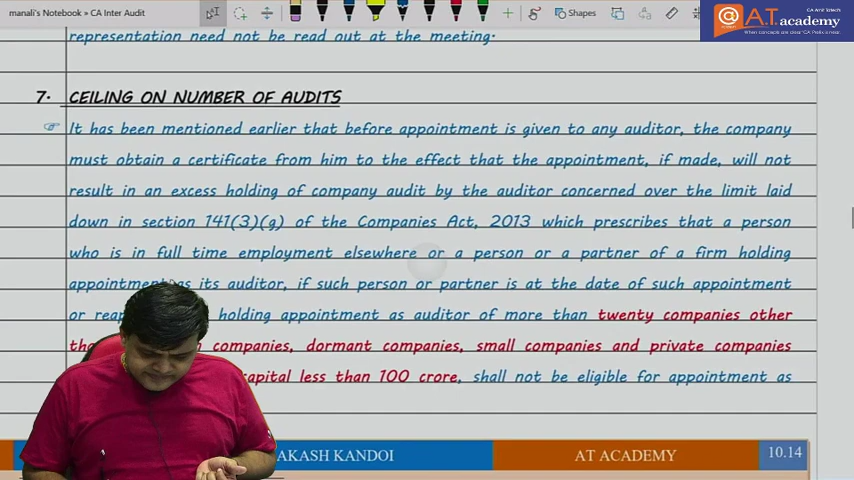 manali's Notebook » CA Inter Audit
Shapes
A.T.
academy
representation need not be read out at the meeting.
7. CEILING ON NUMBER OF AUDITS
It has been mentioned earlier that before appointment is given to any auditor, the company
must obtain a certificate from him to the effect that the appointment, if made, will not
result in an excess holding of company audit by the auditor concerned over the limit laid
down in section 141(3)(g) of the Companies Act, 2013 which prescribes that a person
who is in full time employment elsewhere or a person or a partner of a firm holding
appointment as its auditor, if such person or partner is at the date of such appointment
or holding appointment as auditor of more than twenty companies other
companies, dormant companies, small companies and private companies
capital less than 100 crore, shall not be eligible for appointment as
AKASH KANDOI
AT ACADEMY
10.14